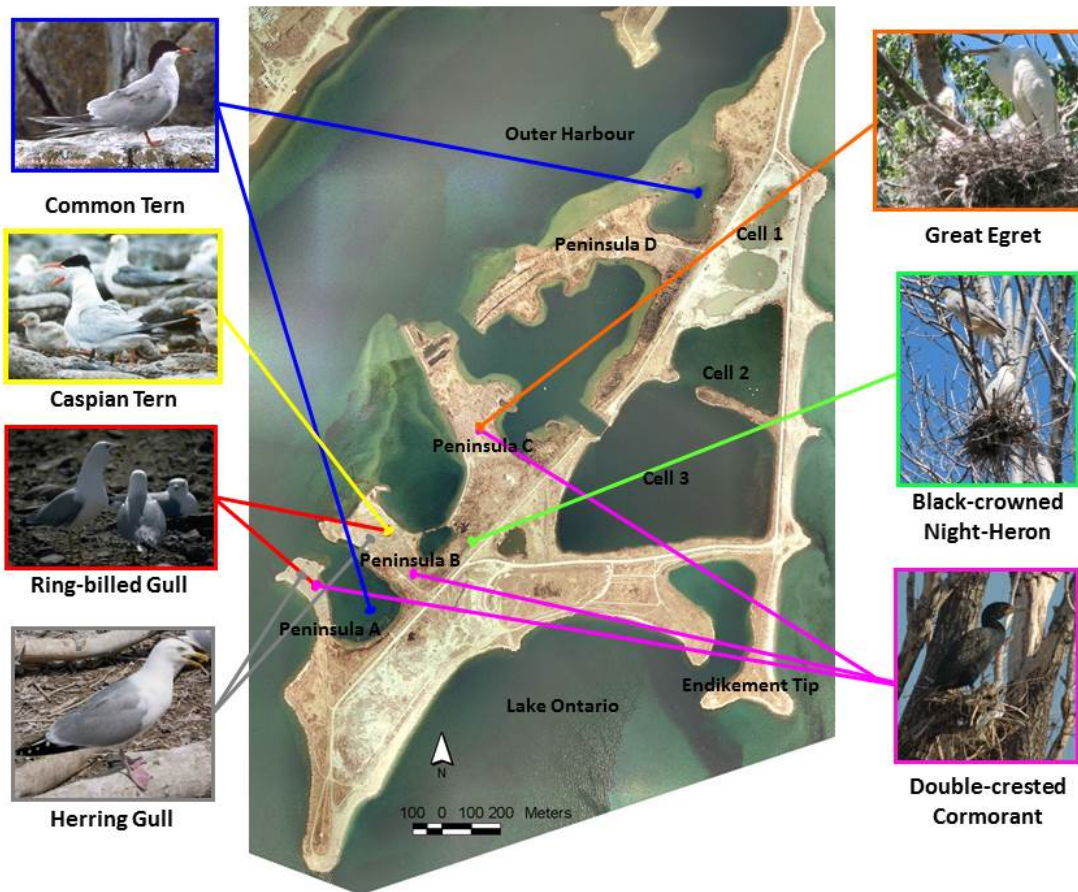 Outer Harbour
Common Tern
Great Egret
Peninsula D
Cell 1
Caspian Tern
Cell 2
Peninsula C
Cell 3
Black-crowned
Night-Heron
Ring-billed Gull
Peninsula B
Peninsula A
Endikement Tip
Lake Ontario
N
100 0 100 200 Meters
Herring Gull
Double-crested
Cormorant